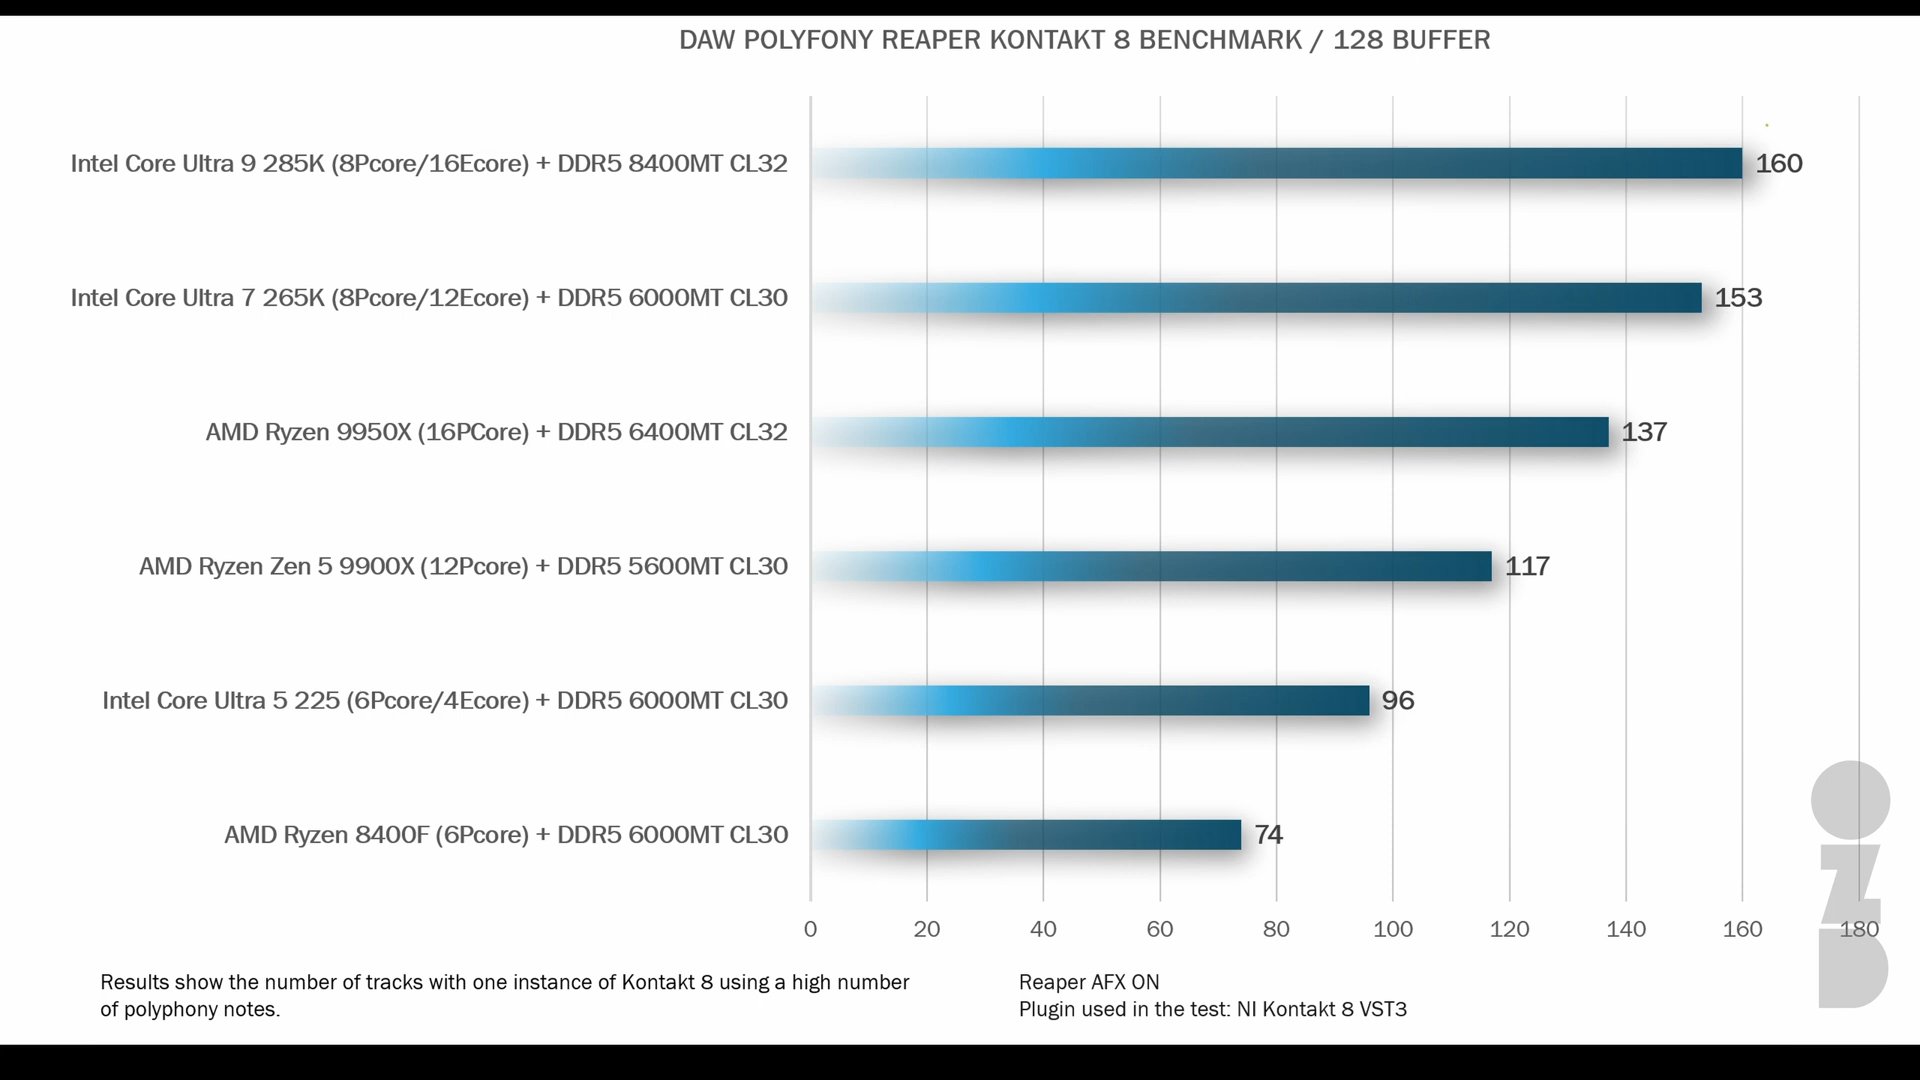 DAW POLYFONY REAPER KONTAKT 8 BENCHMARK / 128 BUFFER
Intel Core Ultra 9 285K (8Pcore/16Ecore) + DDR5 8400MT CL32
160
Intel Core Ultra 7 265K (8Pcore/12Ecore) + DDR5 6000MT CL30
153
AMD Ryzen 9950X (16PCore) + DDR5 6400MT CL32
137
AMD Ryzen Zen 5 9900X (12Pcore) + DDR5 5600MT CL30
117
Intel Core Ultra 5 225 (6Pcore/4Ecore) + DDR5 6000MT CL30
96
AMD Ryzen 8400F (6Pcore) + DDR5 6000MT CL30
74
0 20 40 60 80 100 120 140 160 180
Results show the number of tracks with one instance of Kontakt 8 using a high number
of polyphony notes.
Reaper AFX ON
Plugin used in the test: NI Kontakt 8 VST3
OZD